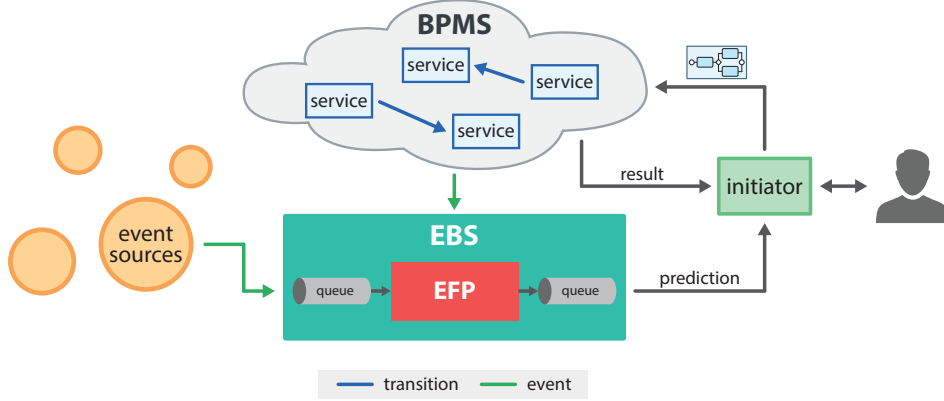 BPMS
service
service
service
service
event
sources
result
initiator
EBS
queue
EFP
queue
prediction
transition
event